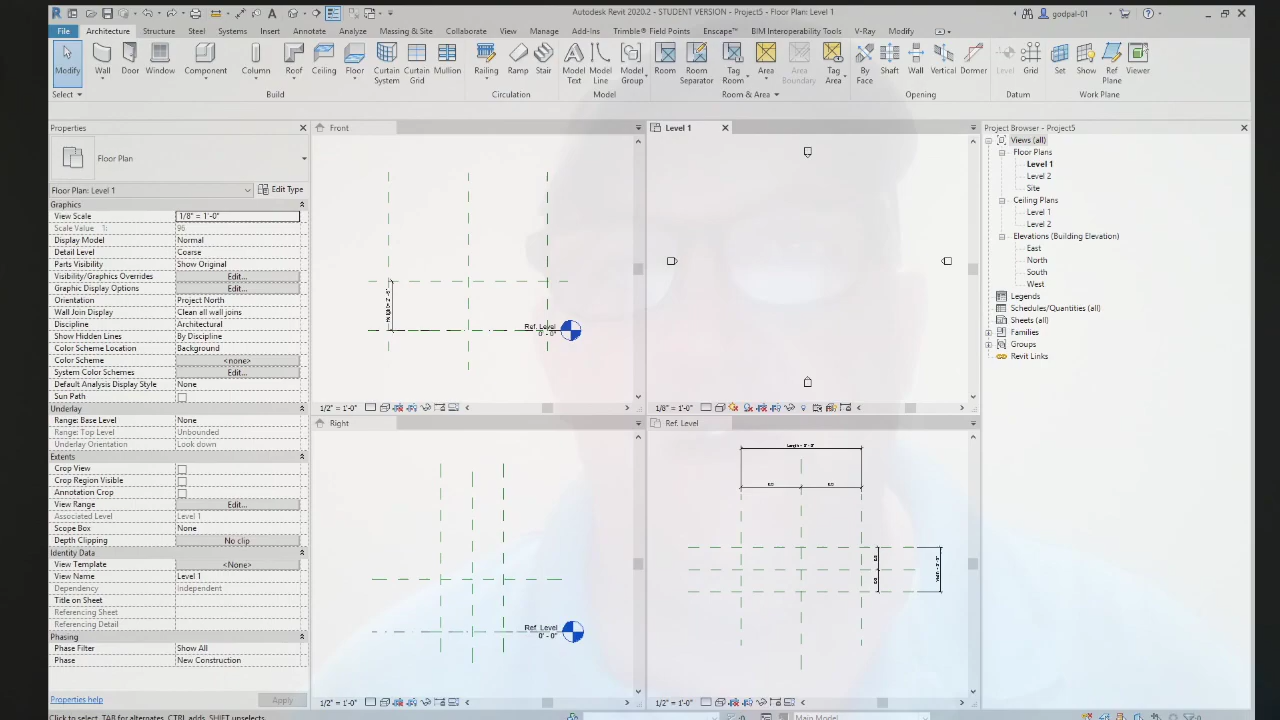 Autodesk Revit 2020.2 - STUDENT VERSION - Project5 - Floor Plan: Level 1
godpal-01
File Architecture Structure Steel Systems Insert Annotate Analyze Massing & Site Collaborate View Manage Add-Ins Trimble® Field Points Enscape™ BIM Interoperability Tools V-Ray Modify
Modify Wall Door Window Component Column Roof Ceiling Floor Curtain System Curtain Grid Mullion Railing Ramp Stair Model Text Model Line Model Group Room Room Separator Tag Room Area Area Boundary Tag Area By Face Shaft Wall Vertical Dormer Level Grid Set Show Ref Plane Viewer
Select Build Circulation Model Room & Area Opening Datum Work Plane
Properties
Floor Plan
Floor Plan: Level 1 Edit Type
Graphics
View Scale 1/8" = 1'-0"
Scale Value 1: 96
Display Model Normal
Detail Level Coarse
Parts Visibility Show Original
Visibility/Graphics Overrides Edit...
Graphic Display Options Edit...
Orientation Project North
Wall Join Display Clean all wall joins
Discipline Architectural
Show Hidden Lines By Discipline
Color Scheme Location Background
Color Scheme <none>
System Color Schemes Edit...
Default Analysis Display Style None
Sun Path
Underlay
Range: Base Level None
Range: Top Level Unbounded
Underlay Orientation Look down
Extents
Crop View
Crop Region Visible
Annotation Crop
View Range Edit...
Associated Level Level 1
Scope Box None
Depth Clipping No clip
Identity Data
View Template <None>
View Name Level 1
Dependency Independent
Title on Sheet
Referencing Sheet
Referencing Detail
Phasing
Phase Filter Show All
Phase New Construction
Properties help Apply
Front
Ref. Level
0' - 0"
1/2" = 1'-0"
Level 1
1/8" = 1'-0"
Right
Ref. Level
0' - 0"
1/2" = 1'-0"
Ref. Level
1/2" = 1'-0"
Project Browser - Project5
Views (all)
Floor Plans
Level 1
Level 2
Site
Ceiling Plans
Level 1
Level 2
Elevations (Building Elevation)
East
North
South
West
Legends
Schedules/Quantities (all)
Sheets (all)
Families
Groups
Revit Links
Click to select, TAB for alternates, CTRL adds, SHIFT unselects. Main Model